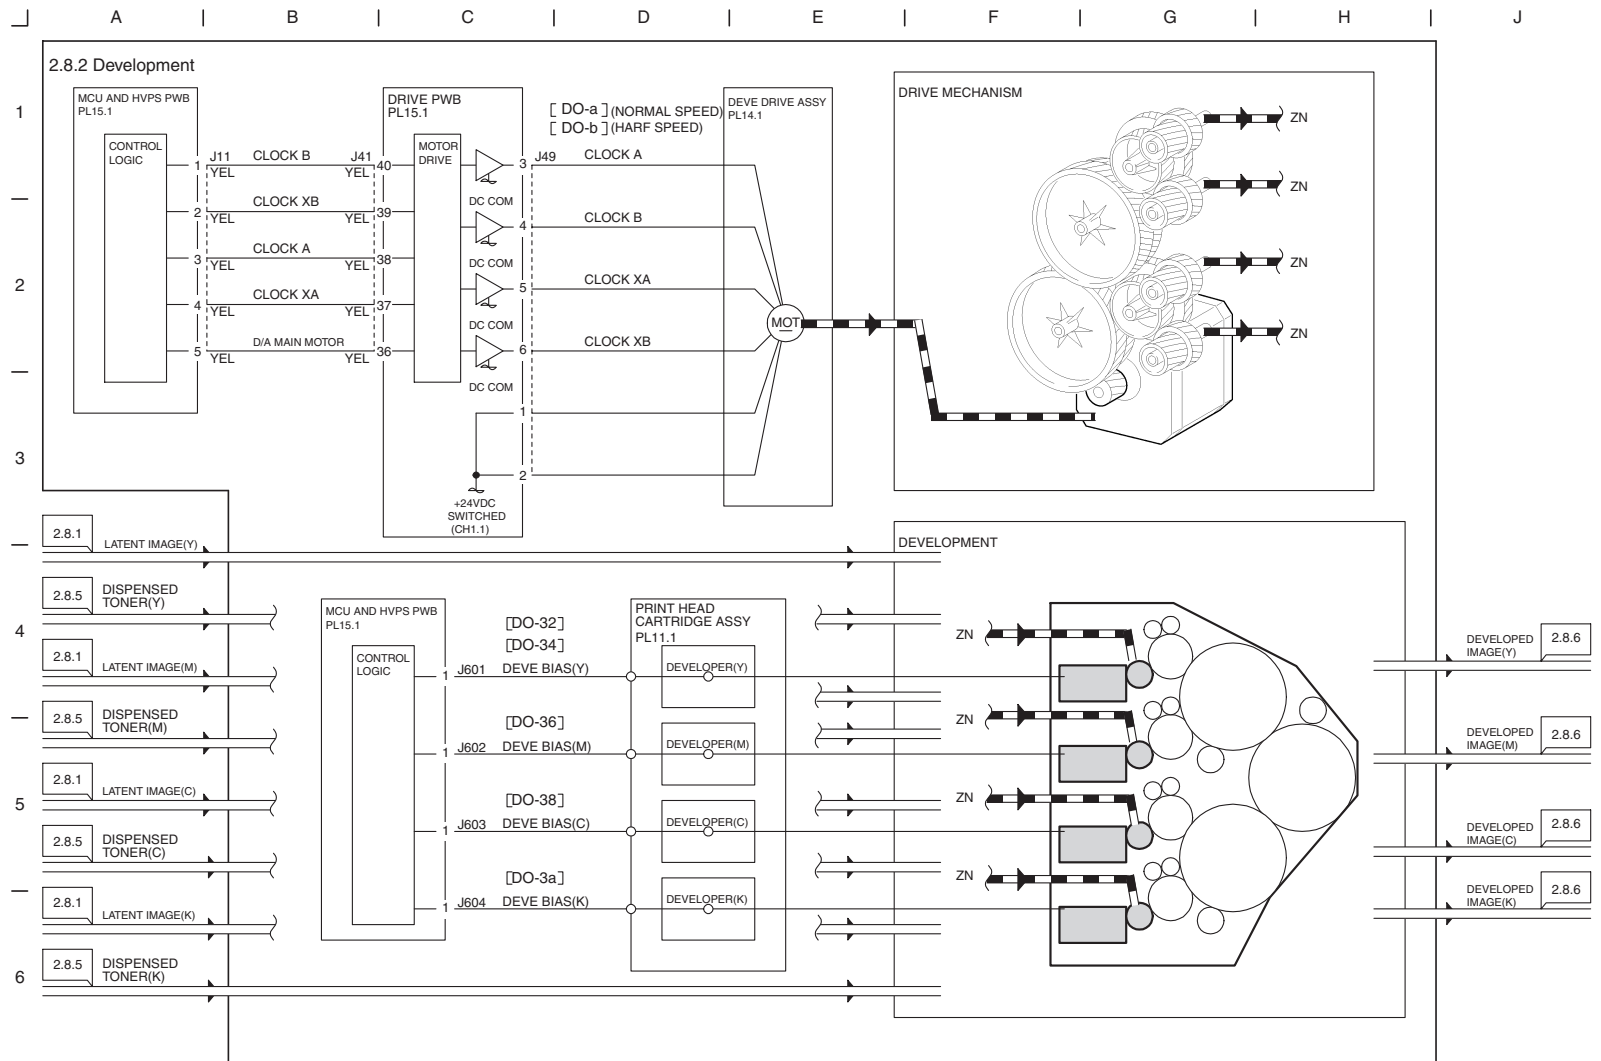 A B C D E F G H J
2.8.2 Development
1
MCU AND HVPS PWB
PL15.1
CONTROL
LOGIC
DRIVE PWB
PL15.1
MOTOR
DRIVE
[ DO-a ] (NORMAL SPEED)
[ DO-b ] (HARF SPEED)
DEVE DRIVE ASSY
PL14.1
DRIVE MECHANISM
ZN
ZN
ZN
ZN
1 J11 CLOCK B J41 40
YEL YEL
2 CLOCK XB 39
YEL YEL
3 CLOCK A 38
YEL YEL
4 CLOCK XA 37
YEL YEL
5 D/A MAIN MOTOR 36
YEL YEL
3 J49 CLOCK A
DC COM
4 CLOCK B
DC COM
5 CLOCK XA
DC COM
6 CLOCK XB
DC COM
1
2
+24VDC
SWITCHED
(CH1.1)
MOT
2
3
2.8.1 LATENT IMAGE(Y)
2.8.5 DISPENSED
TONER(Y)
4
2.8.1 LATENT IMAGE(M)
2.8.5 DISPENSED
TONER(M)
2.8.1 LATENT IMAGE(C)
5
2.8.5 DISPENSED
TONER(C)
2.8.1 LATENT IMAGE(K)
2.8.5 DISPENSED
TONER(K)
6
MCU AND HVPS PWB
PL15.1
CONTROL
LOGIC
[DO-32]
[DO-34]
1 J601 DEVE BIAS(Y)
[DO-36]
1 J602 DEVE BIAS(M)
[DO-38]
1 J603 DEVE BIAS(C)
[DO-3a]
1 J604 DEVE BIAS(K)
PRINT HEAD
CARTRIDGE ASSY
PL11.1
DEVELOPER(Y)
DEVELOPER(M)
DEVELOPER(C)
DEVELOPER(K)
DEVELOPMENT
ZN
ZN
ZN
ZN
DEVELOPED
IMAGE(Y)
2.8.6
DEVELOPED
IMAGE(M)
2.8.6
DEVELOPED
IMAGE(C)
2.8.6
DEVELOPED
IMAGE(K)
2.8.6